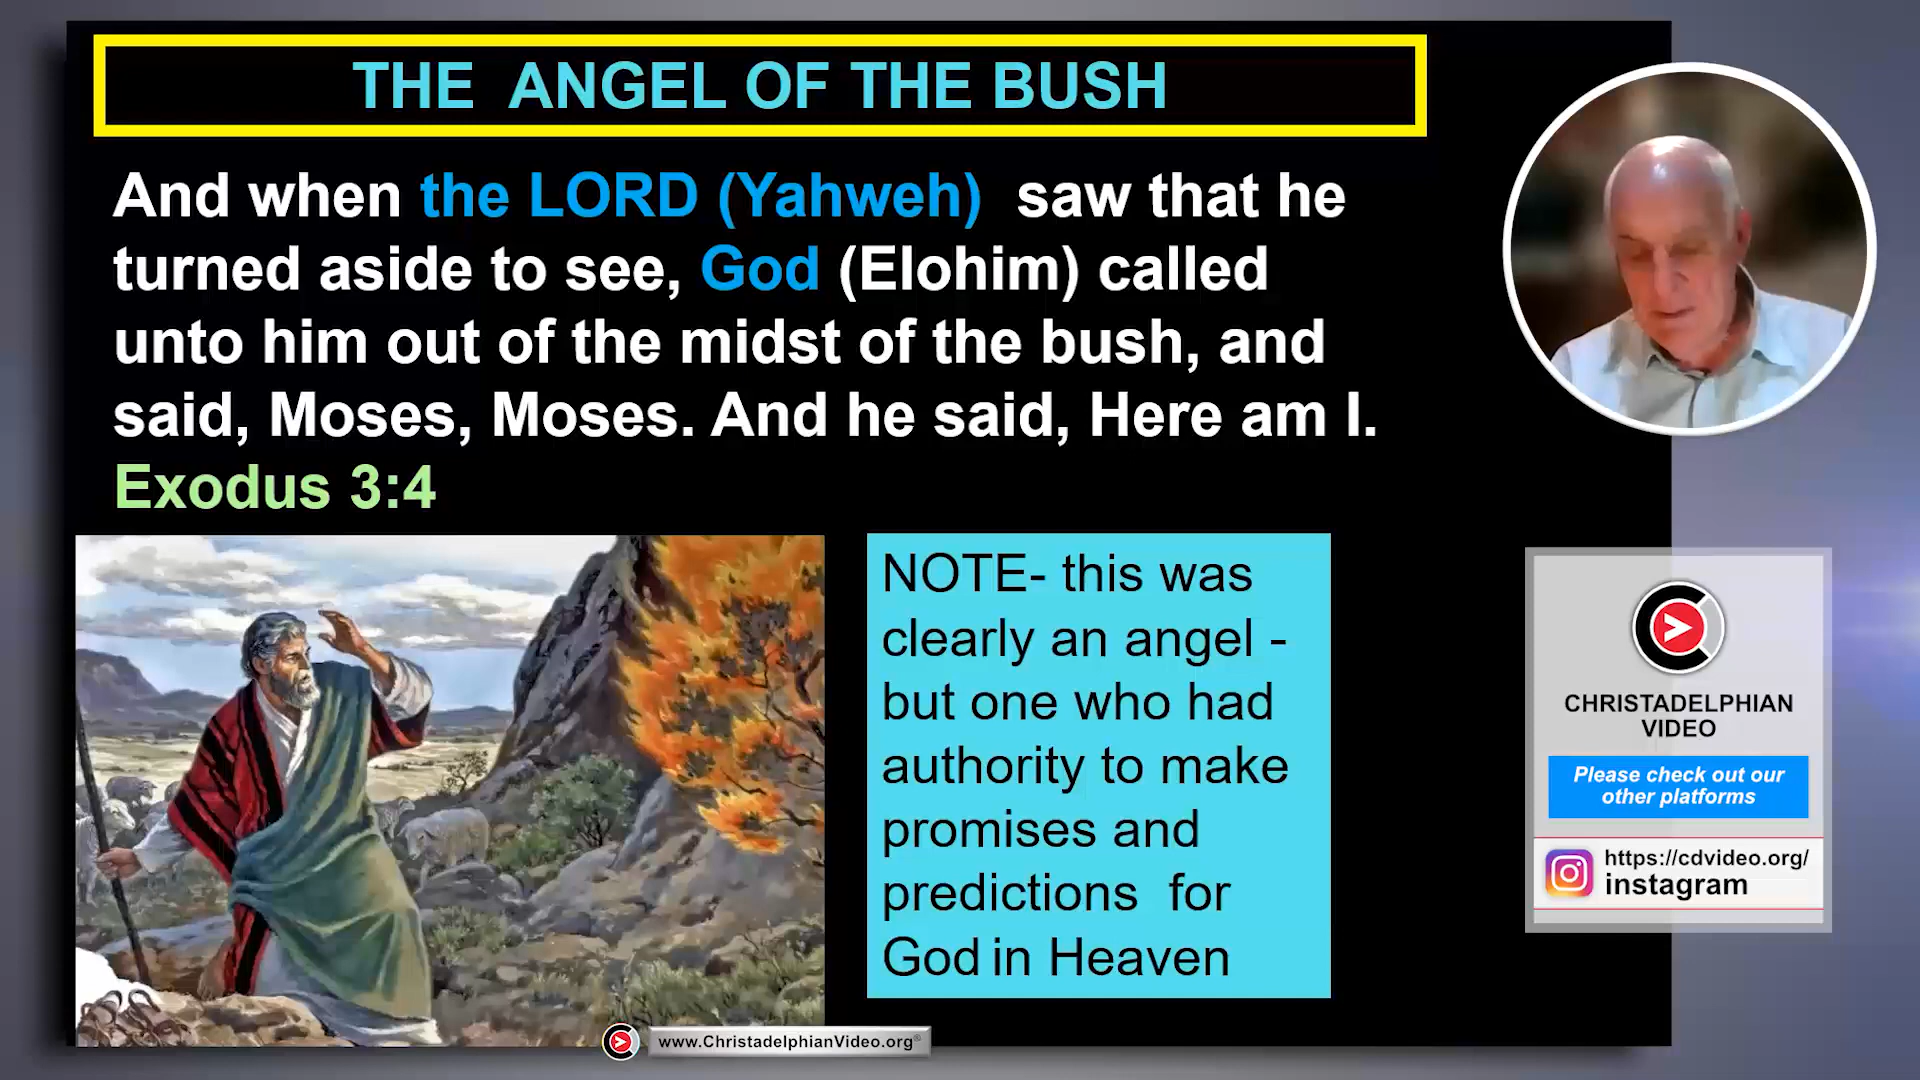 THE ANGEL OF THE BUSH
And when the LORD (Yahweh) saw that he
turned aside to see, God (Elohim) called
unto him out of the midst of the bush, and
said, Moses, Moses. And he said, Here am I.
Exodus 3:4
NOTE- this was
clearly an angel -
but one who had
authority to make
promises and
predictions for
God in Heaven
CHRISTADELPHIAN
VIDEO
Please check out our
other platforms
https://cdvideo.org/
instagram
www.ChristadelphianVideo.org®